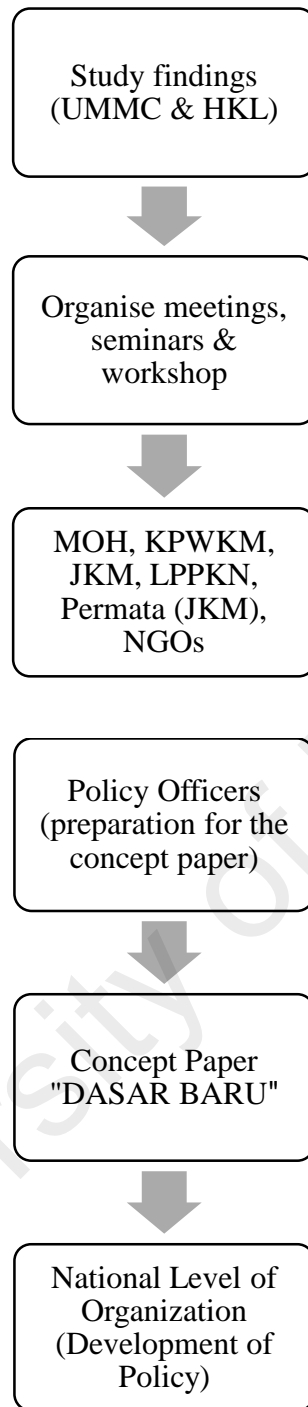 Study findings
(UMMC & HKL)
Organise meetings,
seminars &
workshop
MOH, KPWKM,
JKM, LPPKN,
Permata (JKM),
NGOs
Policy Officers
(preparation for the
concept paper)
Concept Paper
"DASAR BARU"
National Level of
Organization
(Development of
Policy)